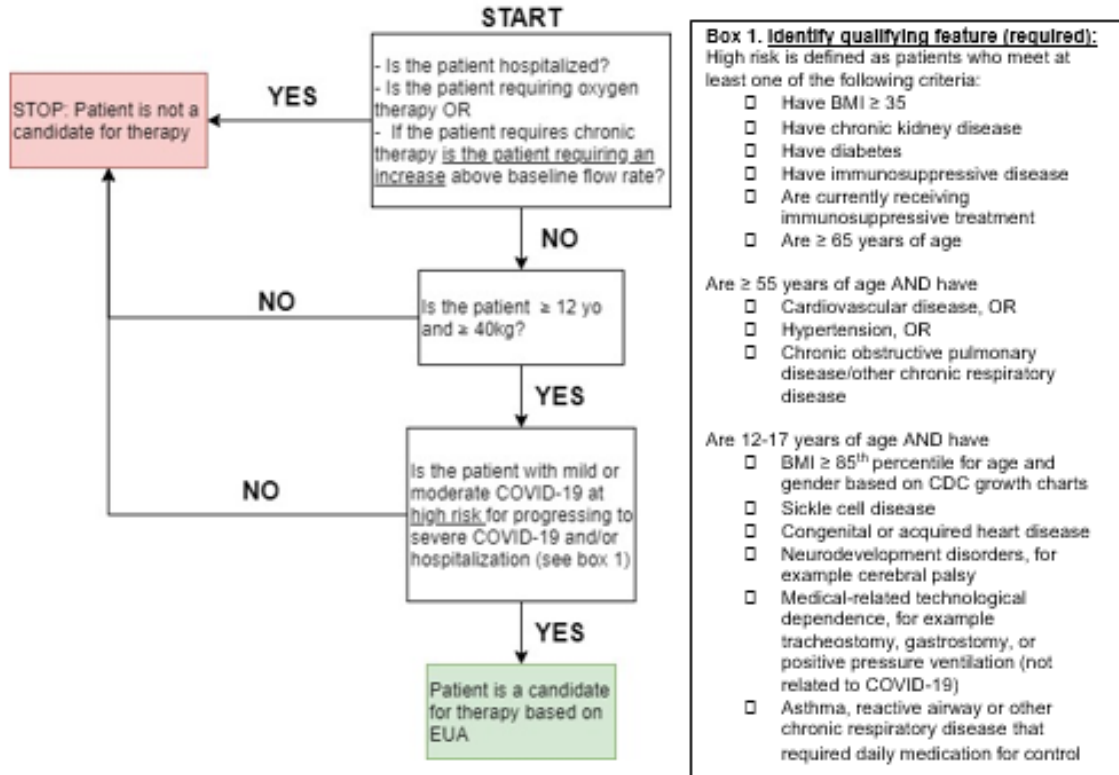 START
- Is the patient hospitalized?
- Is the patient requiring oxygen
therapy OR
- If the patient requires chronic
therapy is the patient requiring an
increase above baseline flow rate?
YES
STOP: Patient is not a
candidate for therapy
NO
Is the patient ≥ 12 yo
and ≥ 40kg?
NO
YES
Is the patient with mild or
moderate COVID-19 at
high risk for progressing to
severe COVID-19 and/or
hospitalization (see box 1)
NO
YES
Patient is a candidate
for therapy based on
EUA
Box 1. Identify qualifying feature (required):
High risk is defined as patients who meet at
least one of the following criteria:
☐ Have BMI ≥ 35
☐ Have chronic kidney disease
☐ Have diabetes
☐ Have immunosuppressive disease
☐ Are currently receiving
immunosuppressive treatment
☐ Are ≥ 65 years of age
Are ≥ 55 years of age AND have
☐ Cardiovascular disease, OR
☐ Hypertension, OR
☐ Chronic obstructive pulmonary
disease/other chronic respiratory
disease
Are 12-17 years of age AND have
☐ BMI ≥ 85th percentile for age and
gender based on CDC growth charts
☐ Sickle cell disease
☐ Congenital or acquired heart disease
☐ Neurodevelopment disorders, for
example cerebral palsy
☐ Medical-related technological
dependence, for example
tracheostomy, gastrostomy, or
positive pressure ventilation (not
related to COVID-19)
☐ Asthma, reactive airway or other
chronic respiratory disease that
required daily medication for control